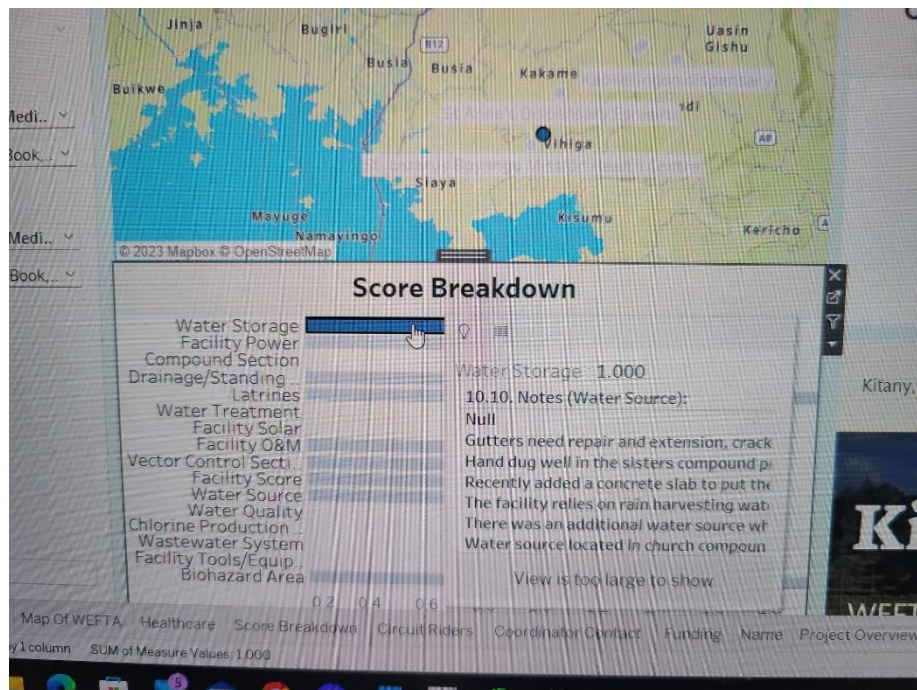 Jinja
Bugiri
B12
Uasin
Gishu
Busia
Busia
Kakame
Buikwe
ldi
Vihiga
A8
Siaya
Mayuge
Namayingo
Kisumu
Kericho
A
© 2023 Mapbox © OpenStreetMap
Medi..
Book,..
Medi..
Book,..
Score Breakdown
Water Storage
Facility Power
Compound Section
Drainage/Standing ..
Latrines
Water Treatment
Facility Solar
Facility O&M
Vector Control Secti..
Facility Score
Water Source
Water Quality
Chlorine Production ..
Wastewater System
Facility Tools/Equip ..
Biohazard Area
0.2 0.4 0.6
Water Storage : 1.000
10.10. Notes (Water Source):
Null
Gutters need repair and extension, crack
Hand dug well in the sisters compound p
Recently added a concrete slab to put the
The facility relies on rain harvesting wat
There was an additional water source wh
Water source located in church compoun
View is too large to show
Kitany,
Ki
WEFT
Map Of WEFTA Healthcare Score Breakdown Circuit Riders Coordinator Contact Funding Name Project Overview
y 1 column SUM of Measure Values: 1.000
5